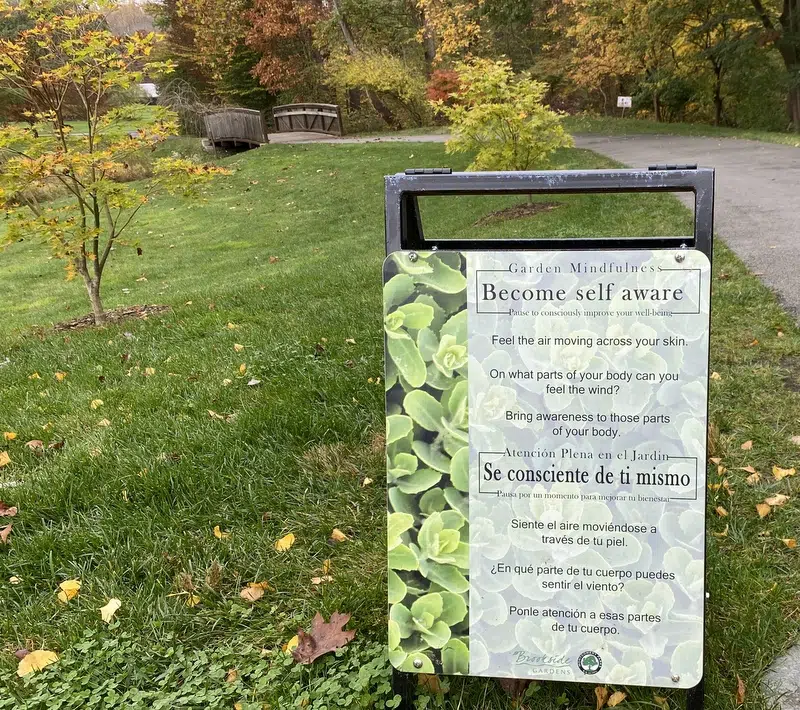 Garden Mindfulness
Become self aware
Pause to consciously improve your well-being
Feel the air moving across your skin.
On what parts of your body can you
feel the wind?
Bring awareness to those parts
of your body.
Atención Plena en el Jardin
Se consciente de ti mismo
Pausa por un momento para mejorar tu bienestar
Siente el aire moviéndose a
través de tu piel.
¿En qué parte de tu cuerpo puedes
sentir el viento?
Ponle atención a esas partes
de tu cuerpo.
Brookside
GARDENS